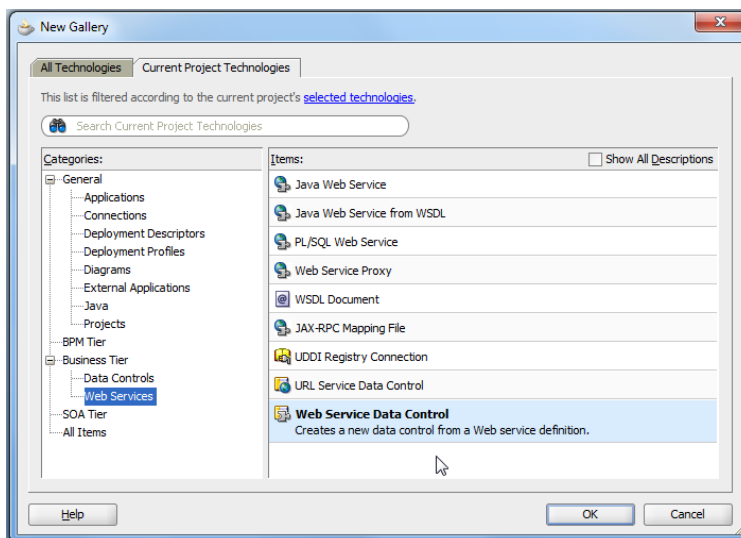 New Gallery
All Technologies
Current Project Technologies
This list is filtered according to the current project's selected technologies.
Search Current Project Technologies
Categories:
General
Applications
Connections
Deployment Descriptors
Deployment Profiles
Diagrams
External Applications
Java
Projects
BPM Tier
Business Tier
Data Controls
Web Services
SOA Tier
All Items
Items:
Show All Descriptions
Java Web Service
Java Web Service from WSDL
PL/SQL Web Service
Web Service Proxy
WSDL Document
JAX-RPC Mapping File
UDDI Registry Connection
URL Service Data Control
Web Service Data Control
Creates a new data control from a Web service definition.
Help
OK
Cancel